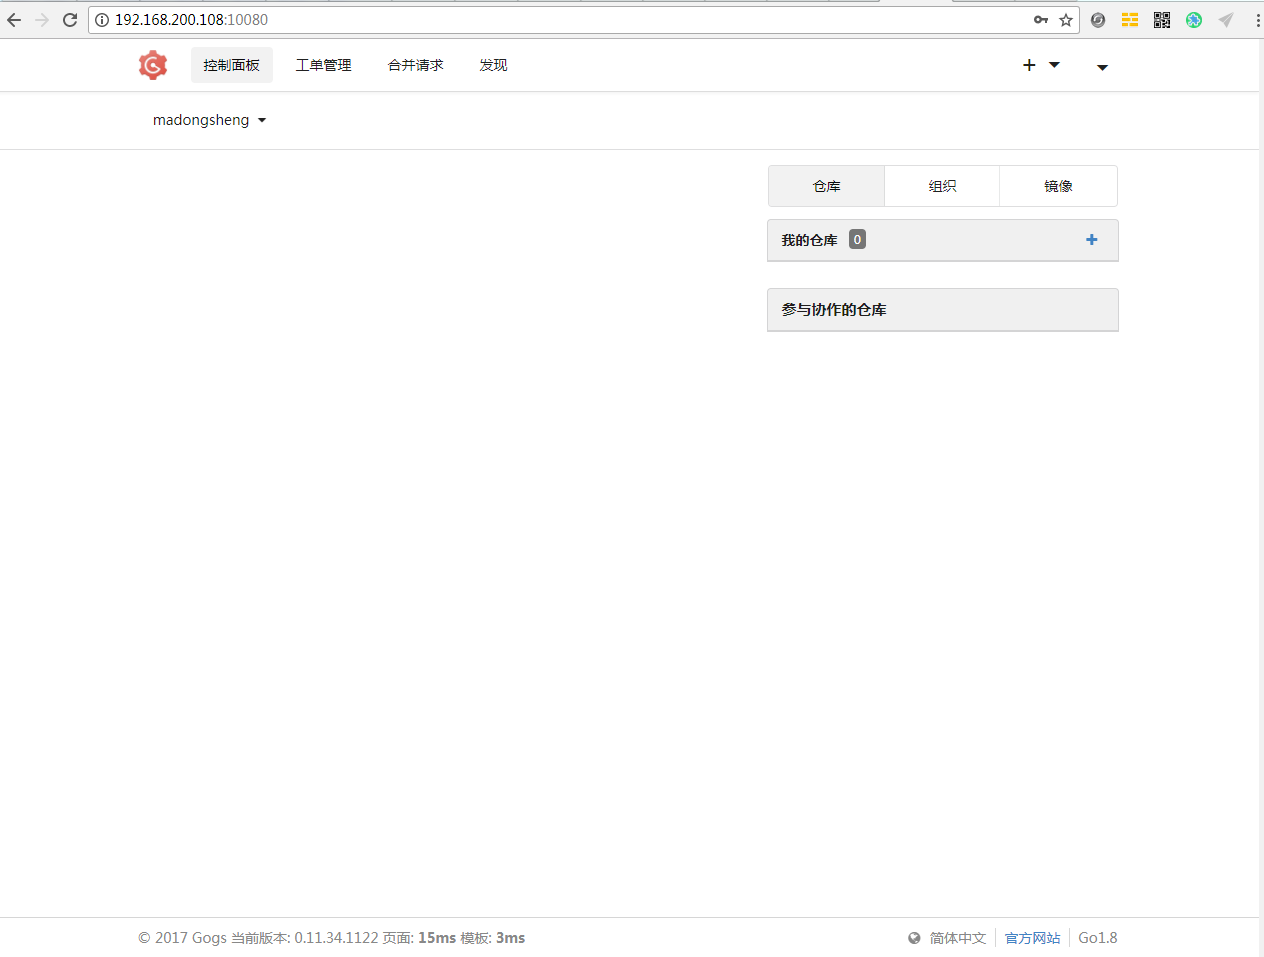 192.168.200.108:10080
控制面板 工单管理 合并请求 发现
madongsheng
仓库 组织 镜像
我的仓库 0
参与协作的仓库
© 2017 Gogs 当前版本: 0.11.34.1122 页面: 15ms 模板: 3ms 简体中文 官方网站 Go1.8